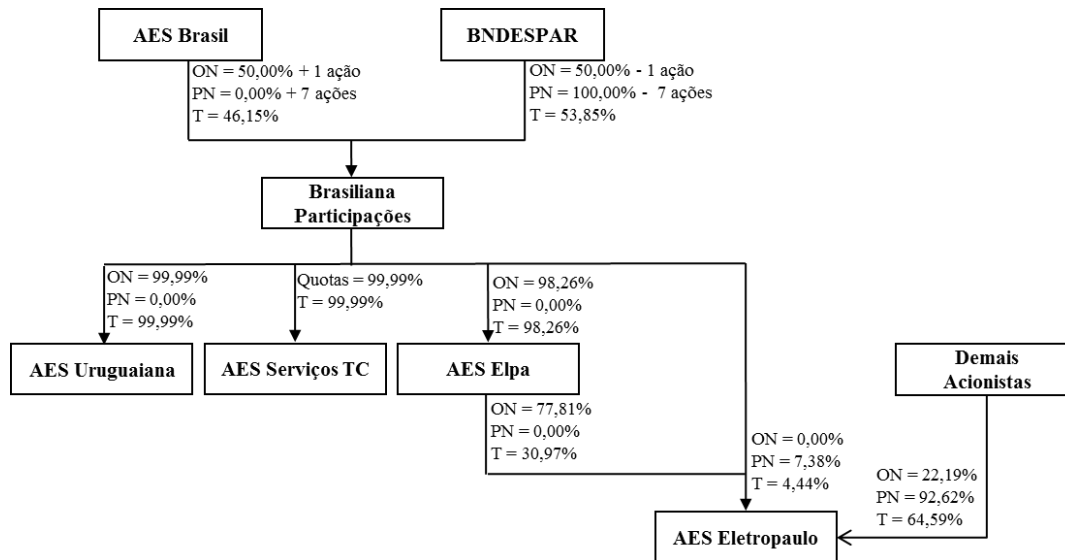 AES Brasil
BNDESPAR
ON = 50,00% + 1 ação
PN = 0,00% + 7 ações
T = 46,15%
ON = 50,00% - 1 ação
PN = 100,00% - 7 ações
T = 53,85%
Brasiliana
Participações
ON = 99,99%
PN = 0,00%
T = 99,99%
Quotas = 99,99%
T = 99,99%
ON = 98,26%
PN = 0,00%
T = 98,26%
AES Uruguaiana
AES Serviços TC
AES Elpa
Demais
Acionistas
ON = 77,81%
PN = 0,00%
T = 30,97%
ON = 0,00%
PN = 7,38%
T = 4,44%
ON = 22,19%
PN = 92,62%
T = 64,59%
AES Eletropaulo